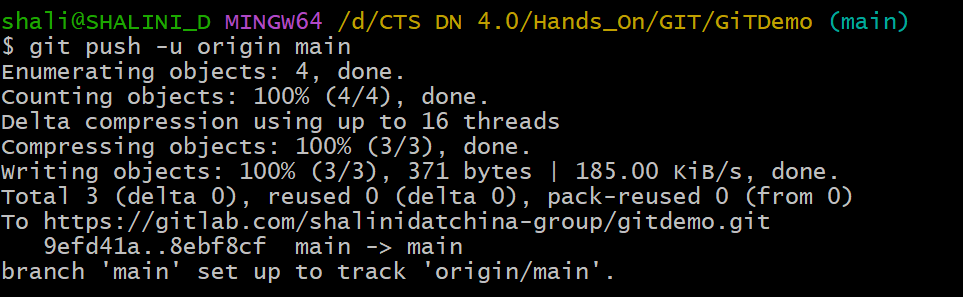 shali@SHALINI_D MINGW64 /d/CTS DN 4.0/Hands_On/GIT/GiTDemo (main)
$ git push -u origin main
Enumerating objects: 4, done.
Counting objects: 100% (4/4), done.
Delta compression using up to 16 threads
Compressing objects: 100% (3/3), done.
Writing objects: 100% (3/3), 371 bytes | 185.00 KiB/s, done.
Total 3 (delta 0), reused 0 (delta 0), pack-reused 0 (from 0)
To https://gitlab.com/shalinidatchina-group/gitdemo.git
   9efd41a..8ebf8cf  main -> main
branch 'main' set up to track 'origin/main'.